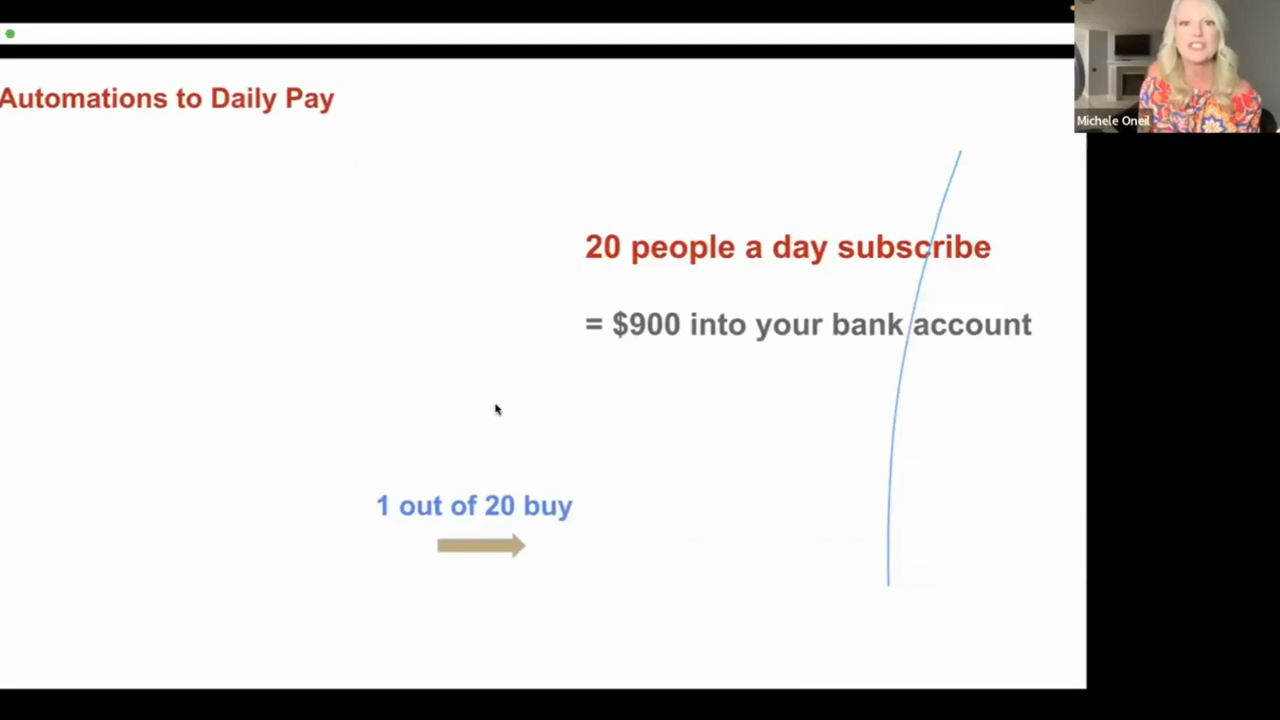 Automations to Daily Pay
Michele Oneil
20 people a day subscribe
= $900 into your bank account
1 out of 20 buy